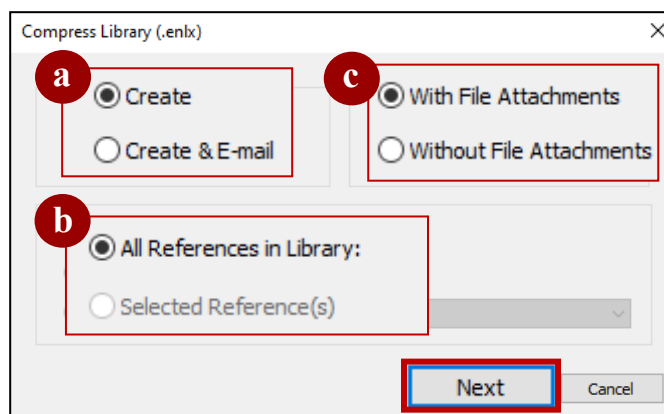 Compress Library (.enlx)
a
Create
Create & E-mail
c
With File Attachments
Without File Attachments
b
All References in Library:
Selected Reference(s)
Next
Cancel